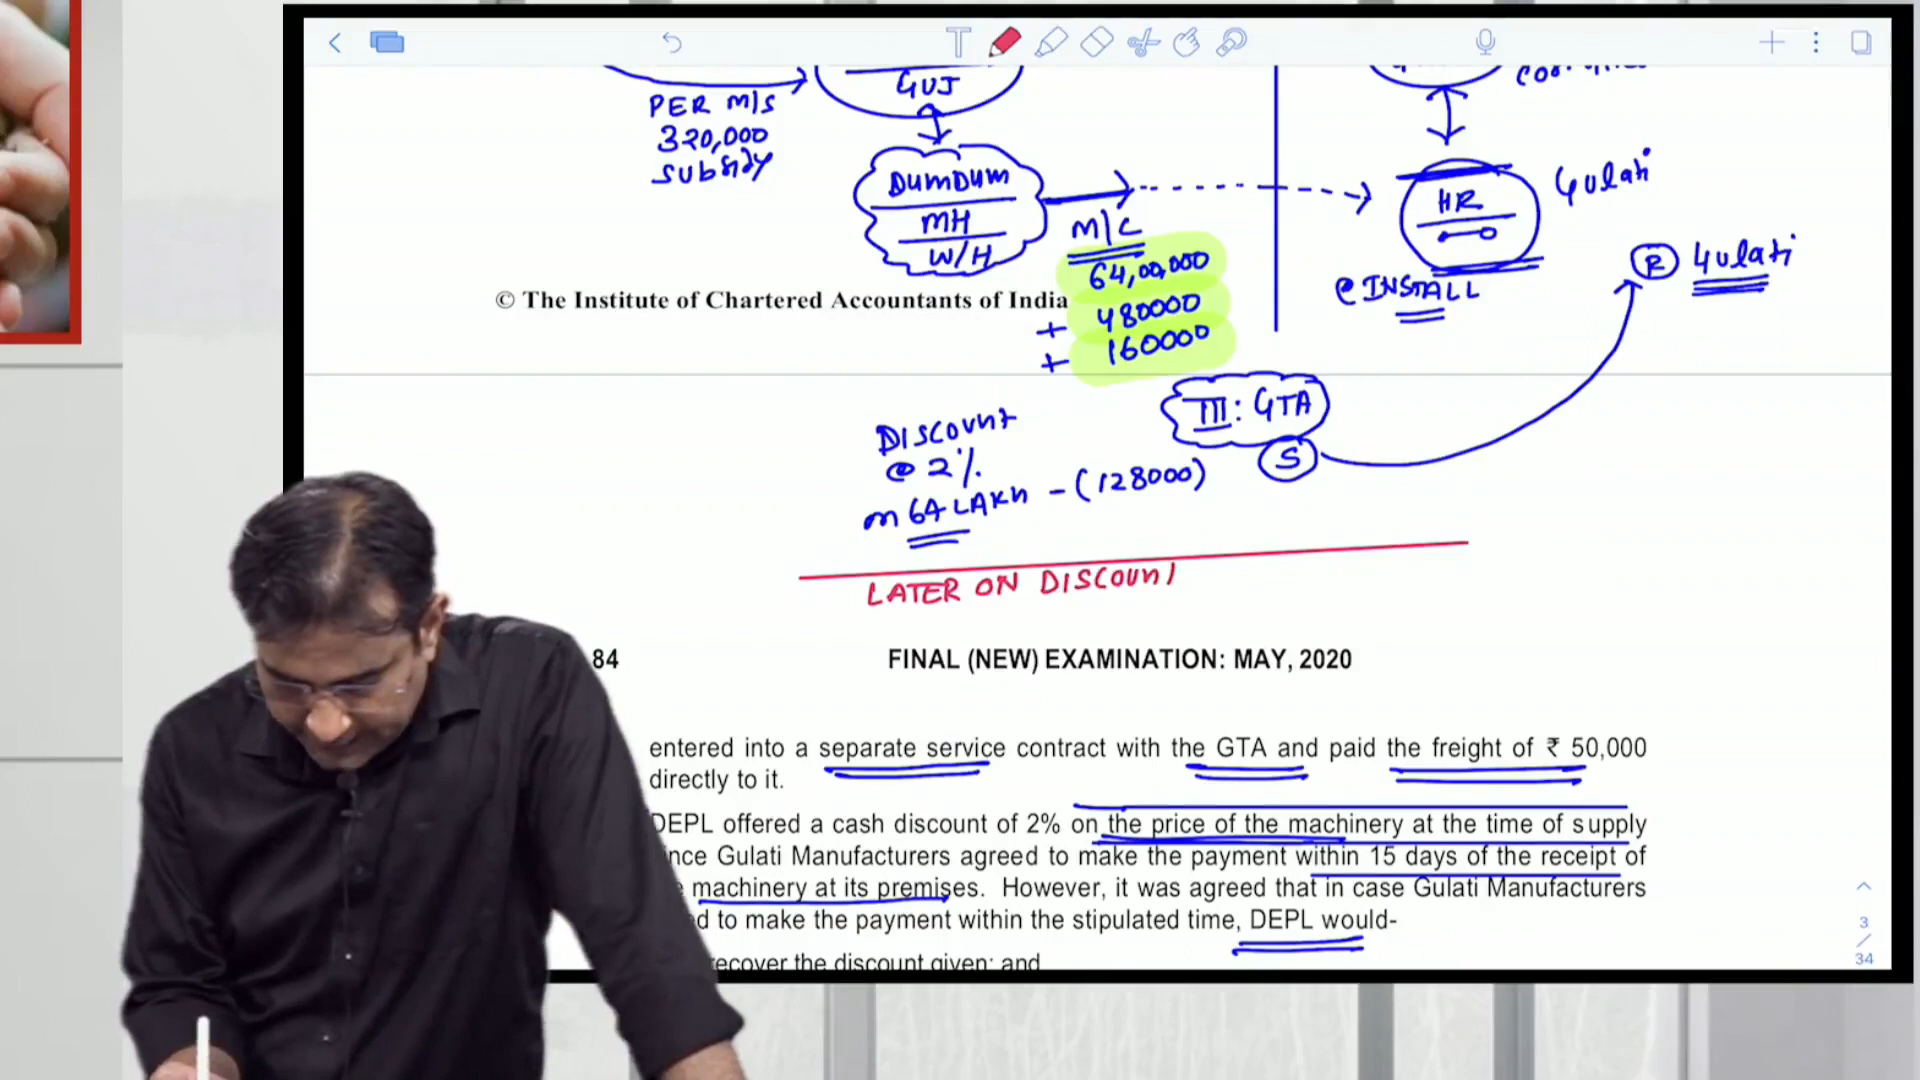 GUJ
PER M/S
320,000
subsidy
DUMDUM
MH
W/H
M/C
64,00,000
+ 480000
+ 160000
HR
Gulati
@ INSTALL
R Gulati
© The Institute of Chartered Accountants of India
III: GTA
S
DISCOUNT
@ 2%
64 LAKH - (128000)
LATER ON DISCOUNT
84
FINAL (NEW) EXAMINATION: MAY, 2020
entered into a separate service contract with the GTA and paid the freight of ₹ 50,000
directly to it.
DEPL offered a cash discount of 2% on the price of the machinery at the time of supply
nce Gulati Manufacturers agreed to make the payment within 15 days of the receipt of
machinery at its premises. However, it was agreed that in case Gulati Manufacturers
d to make the payment within the stipulated time, DEPL would-
ecover the discount given; and
3
/
34